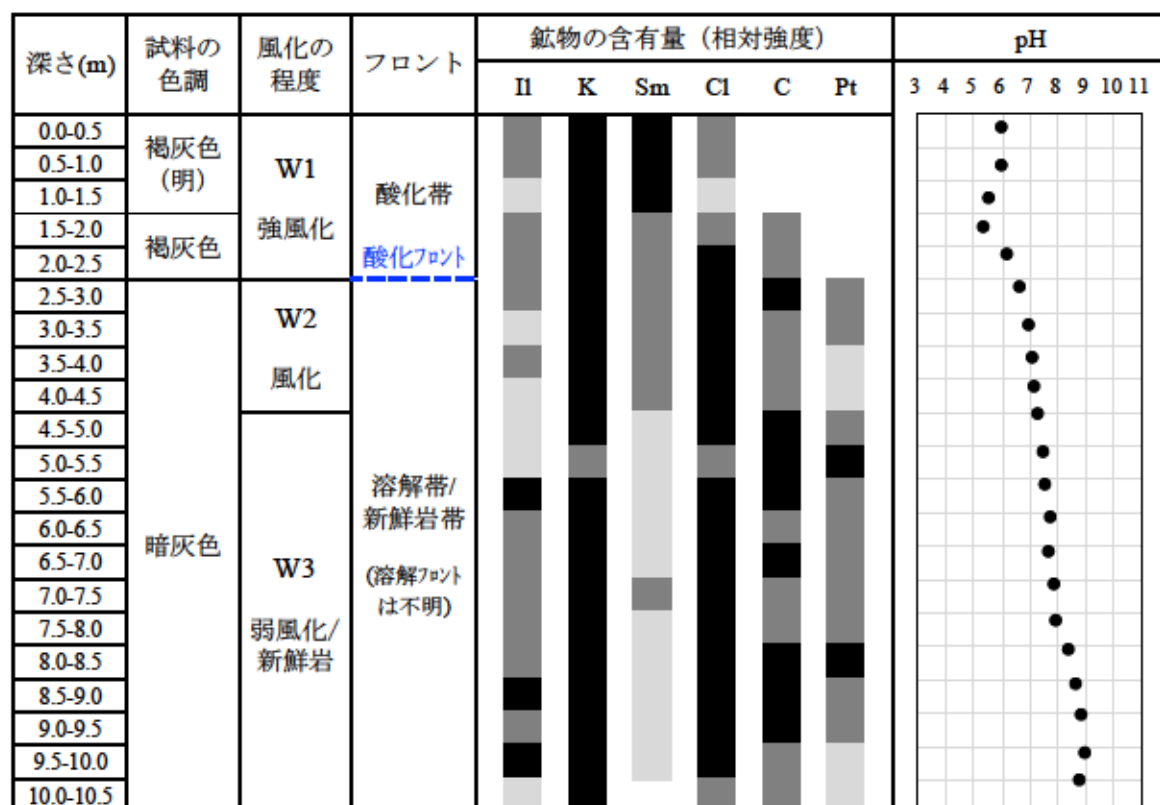 深さ(m)
試料の
色調
風化の
程度
フロント
鉱物の含有量（相対強度）
Il K Sm Cl C Pt
pH
3 4 5 6 7 8 9 10 11
0.0-0.5
0.5-1.0
1.0-1.5
1.5-2.0
2.0-2.5
2.5-3.0
3.0-3.5
3.5-4.0
4.0-4.5
4.5-5.0
5.0-5.5
5.5-6.0
6.0-6.5
6.5-7.0
7.0-7.5
7.5-8.0
8.0-8.5
8.5-9.0
9.0-9.5
9.5-10.0
10.0-10.5
褐灰色
（明）
褐灰色
暗灰色
W1
強風化
W2
風化
W3
弱風化/
新鮮岩
酸化帯
酸化フロント
溶解帯/
新鮮岩帯
(溶解フロント
は不明)